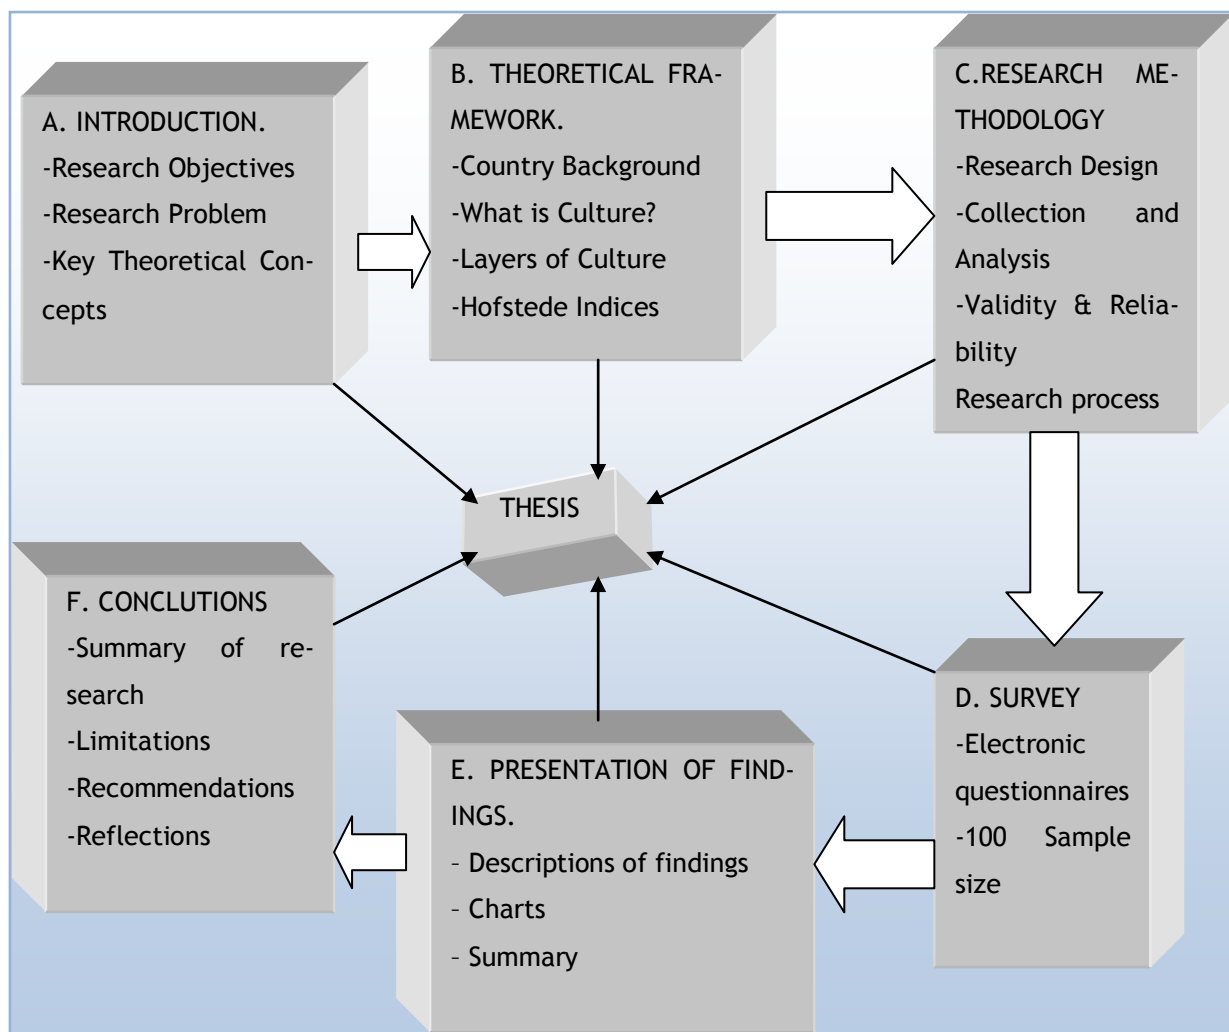 A. INTRODUCTION.
-Research Objectives
-Research Problem
-Key Theoretical Con-
cepts
B. THEORETICAL FRA-
MEWORK.
-Country Background
-What is Culture?
-Layers of Culture
-Hofstede Indices
C.RESEARCH ME-
THODOLOGY
-Research Design
-Collection and
Analysis
-Validity & Relia-
bility
Research process
THESIS
D. SURVEY
-Electronic
questionnaires
-100 Sample
size
E. PRESENTATION OF FIND-
INGS.
– Descriptions of findings
– Charts
– Summary
F. CONCLUTIONS
-Summary of re-
search
-Limitations
-Recommendations
-Reflections